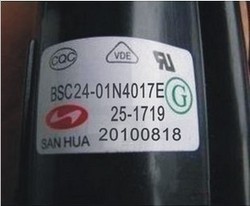 CQC VDE
BSC24-01N4017E G
25-1719
SAN HUA 20100818